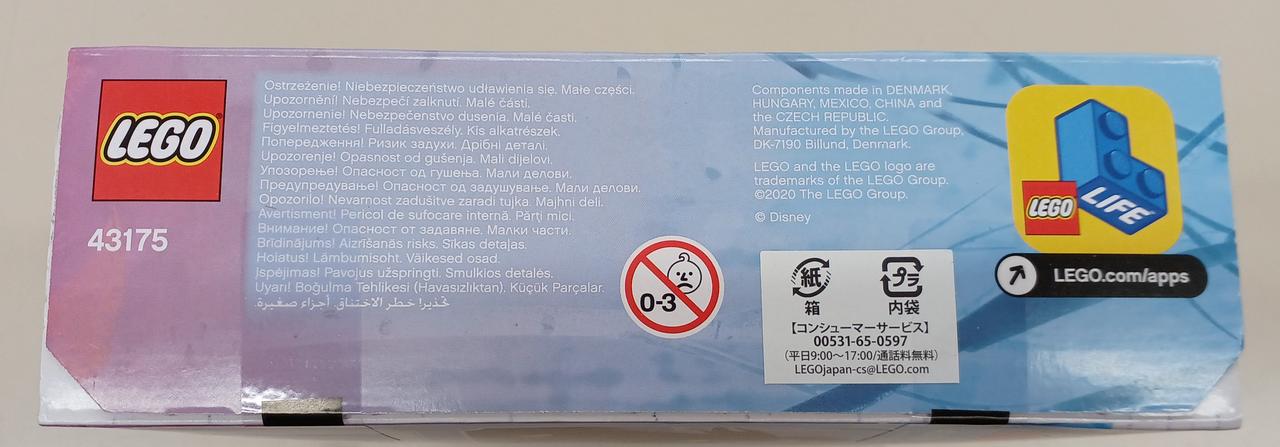 LEGO
43175
Ostrzeżenie! Niebezpieczeństwo udławienia się. Małe części.
Upozornění! Nebezpečí zalknutí. Malé části.
Upozornenie! Nebezpečenstvo dusenia. Malé časti.
Figyelmeztetés! Fulladásveszély. Kis alkatrészek.
Попередження! Ризик задухи. Дрібні деталі.
Upozorenje! Opasnost od gušenja. Mali dijelovi.
Упозорење! Опасност од гушења. Мали делови.
Предупредување! Опасност од задушување. Мали делови.
Opozorilo! Nevarnost zadušitve zaradi tujka. Majhni deli.
Avertisment! Pericol de sufocare internă. Părți mici.
Внимание! Опасност от задавяне. Малки части.
Brīdinājums! Aizrīšanās risks. Sīkas detaļas.
Hoiatus! Lämbumisoht. Väikesed osad.
Įspėjimas! Pavojus užspringti. Smulkios detalės.
Uyarı! Boğulma Tehlikesi (Havasızlıktan). Küçük Parçalar.
تحذير! خطر الاختناق. أجزاء صغيرة.
0-3
Components made in DENMARK,
HUNGARY, MEXICO, CHINA and
the CZECH REPUBLIC.
Manufactured by the LEGO Group,
DK-7190 Billund, Denmark.
LEGO and the LEGO logo are
trademarks of the LEGO Group.
©2020 The LEGO Group.
© Disney
紙 プラ
箱 内袋
【コンシューマーサービス】
00531-65-0597
(平日9:00〜17:00/通話料無料)
LEGOjapan-cs@LEGO.com
LEGO LIFE
LEGO.com/apps